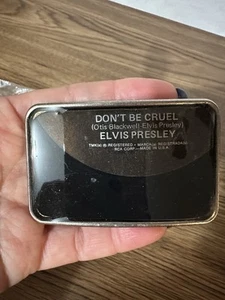 DON'T BE CRUEL
(Otis Blackwell-Elvis Presley)
ELVIS PRESLEY
TMK(s) ® REGISTERED • MARCA(s) REGISTRADA(s)
RCA CORP—MADE IN U.S.A.